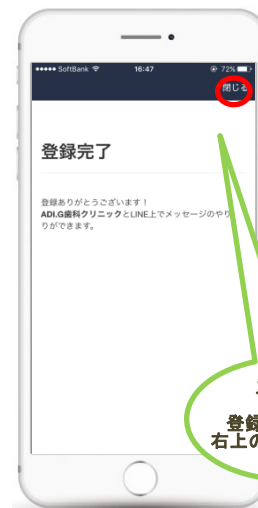 SoftBank 16:47 72%
閉じる
登録完了
登録ありがとうございます！
ADI.G歯科クリニックとLINE上でメッセージのやり
りができます。
登録
右上の